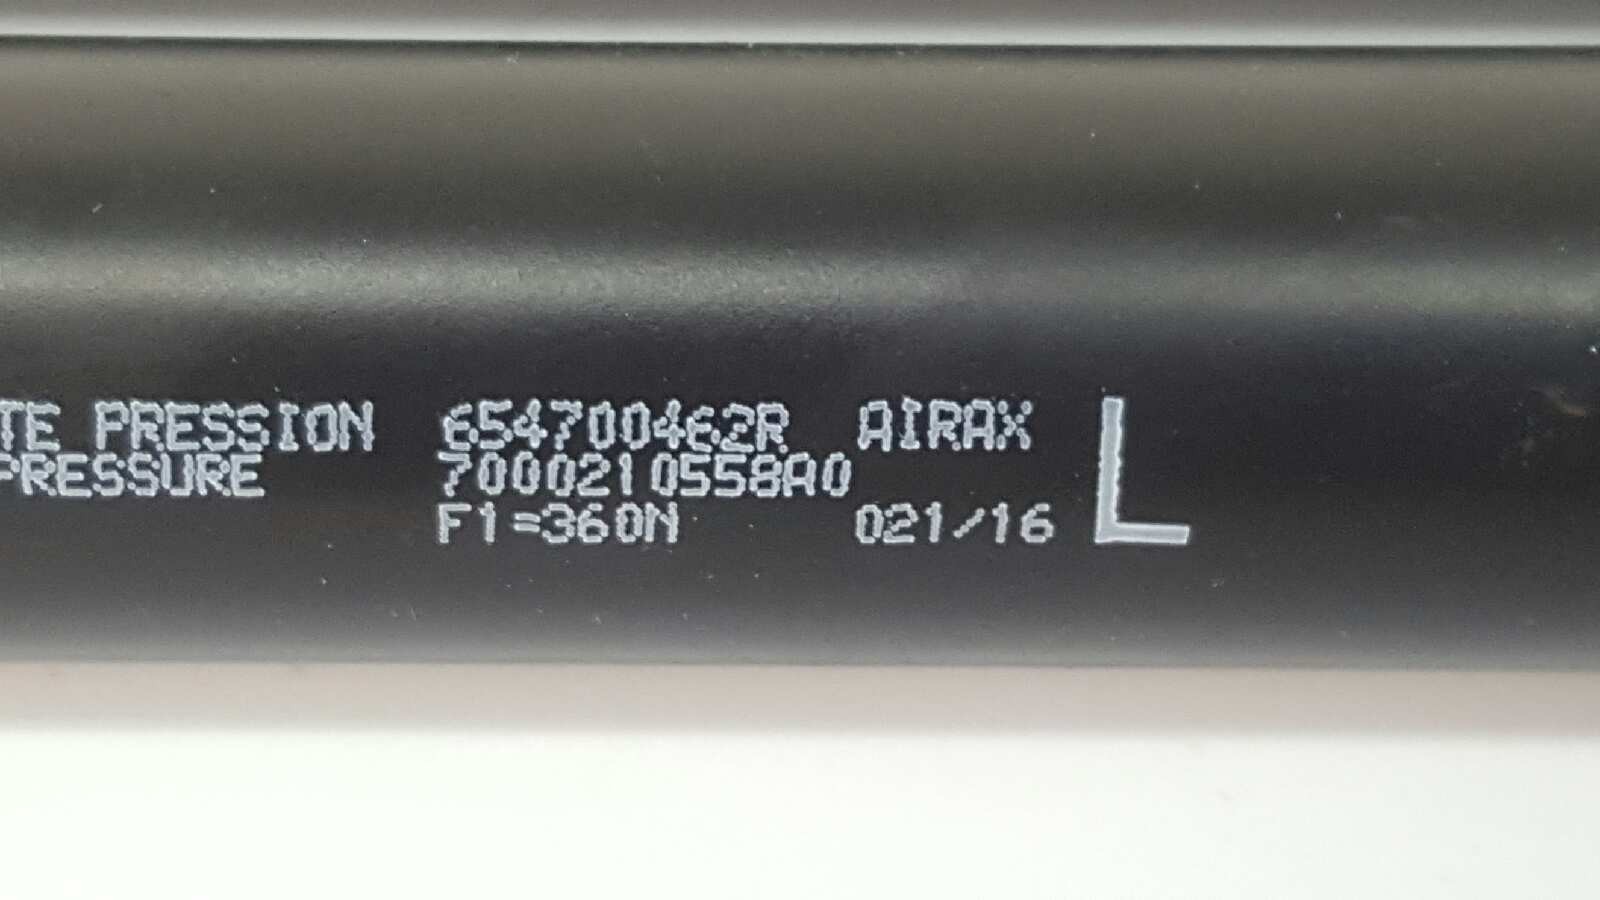 TE PRESSION 654700462R AIRAX L
PRESSURE 7000210558A0
F1=360N 021/16